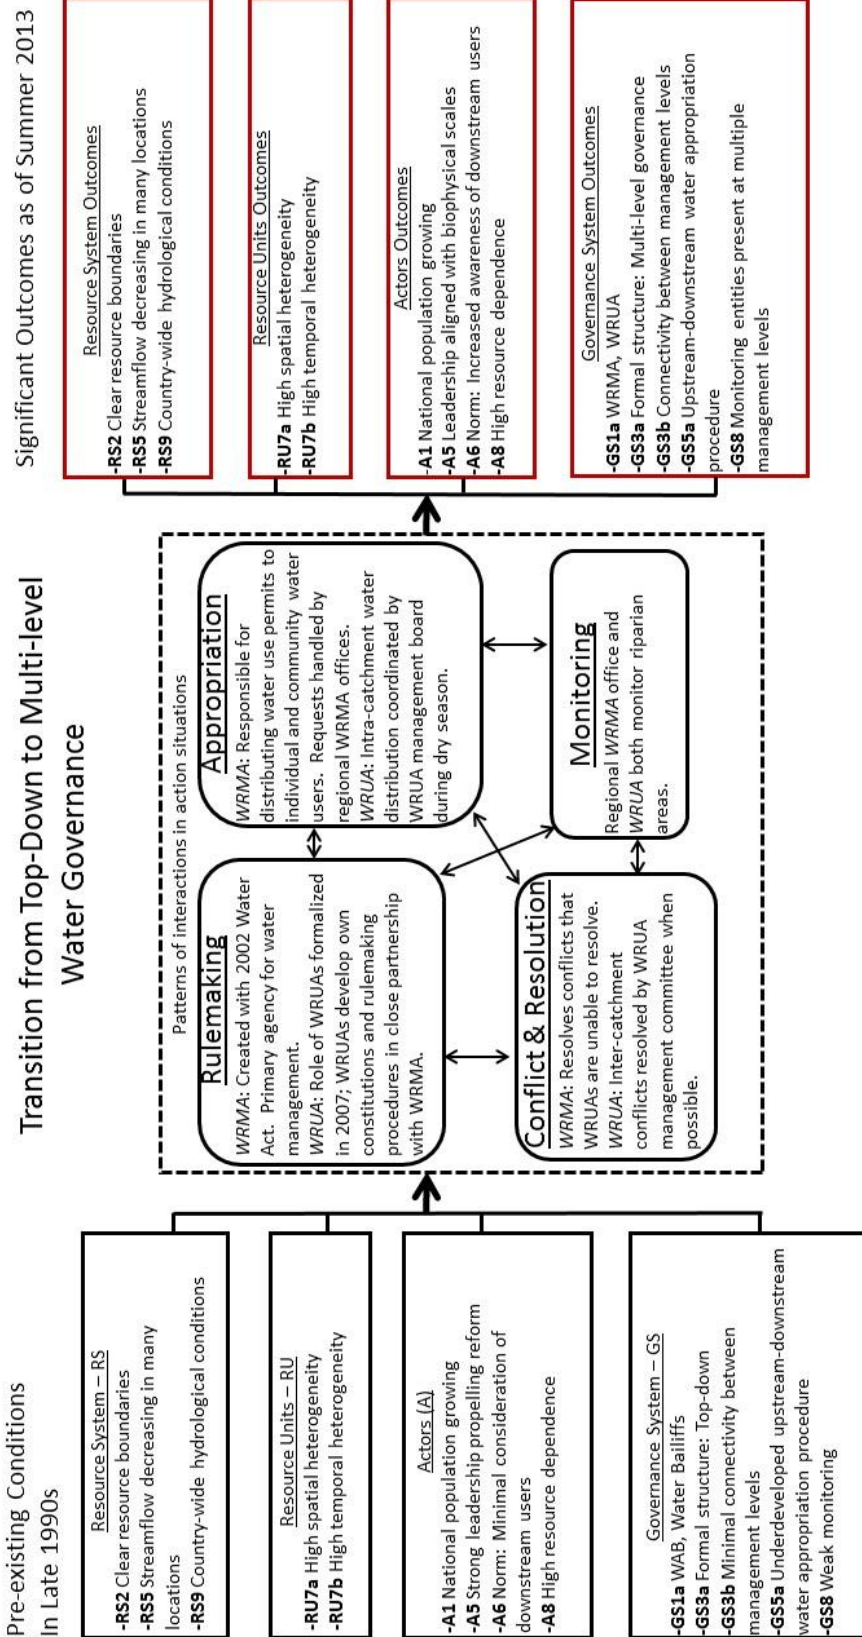 Transition from Top-Down to Multi-level
Water Governance
Pre-existing Conditions
In Late 1990s
Resource System – RS
-RS2 Clear resource boundaries
-RS5 Streamflow decreasing in many
locations
-RS9 Country-wide hydrological conditions
Resource Units – RU
-RU7a High spatial heterogeneity
-RU7b High temporal heterogeneity
Actors (A)
-A1 National population growing
-A5 Strong leadership propelling reform
-A6 Norm: Minimal consideration of
downstream users
-A8 High resource dependence
Governance System – GS
-GS1a WAB, Water Bailiffs
-GS3a Formal structure: Top-down
-GS3b Minimal connectivity between
management levels
-GS5a Underdeveloped upstream-downstream
water appropriation procedure
-GS8 Weak monitoring
Patterns of interactions in action situations
Rulemaking
WRMA: Created with 2002 Water
Act. Primary agency for water
management.
WRUA: Role of WRUAs formalized
in 2007; WRUAs develop own
constitutions and rulemaking
procedures in close partnership
with WRMA.
Appropriation
WRMA: Responsible for
distributing water use permits to
individual and community water
users. Requests handled by
regional WRMA offices.
WRUA: Intra-catchment water
distribution coordinated by
WRUA management board
during dry season.
Conflict & Resolution
WRMA: Resolves conflicts that
WRUAs are unable to resolve.
WRUA: Inter-catchment
conflicts resolved by WRUA
management committee when
possible.
Monitoring
Regional WRMA office and
WRUA both monitor riparian
areas.
Significant Outcomes as of Summer 2013
Resource System Outcomes
-RS2 Clear resource boundaries
-RS5 Streamflow decreasing in many locations
-RS9 Country-wide hydrological conditions
Resource Units Outcomes
-RU7a High spatial heterogeneity
-RU7b High temporal heterogeneity
Actors Outcomes
-A1 National population growing
-A5 Leadership aligned with biophysical scales
-A6 Norm: Increased awareness of downstream users
-A8 High resource dependence
Governance System Outcomes
-GS1a WRMA, WRUA
-GS3a Formal structure: Multi-level governance
-GS3b Connectivity between management levels
-GS5a Upstream-downstream water appropriation
procedure
-GS8 Monitoring entities present at multiple
management levels